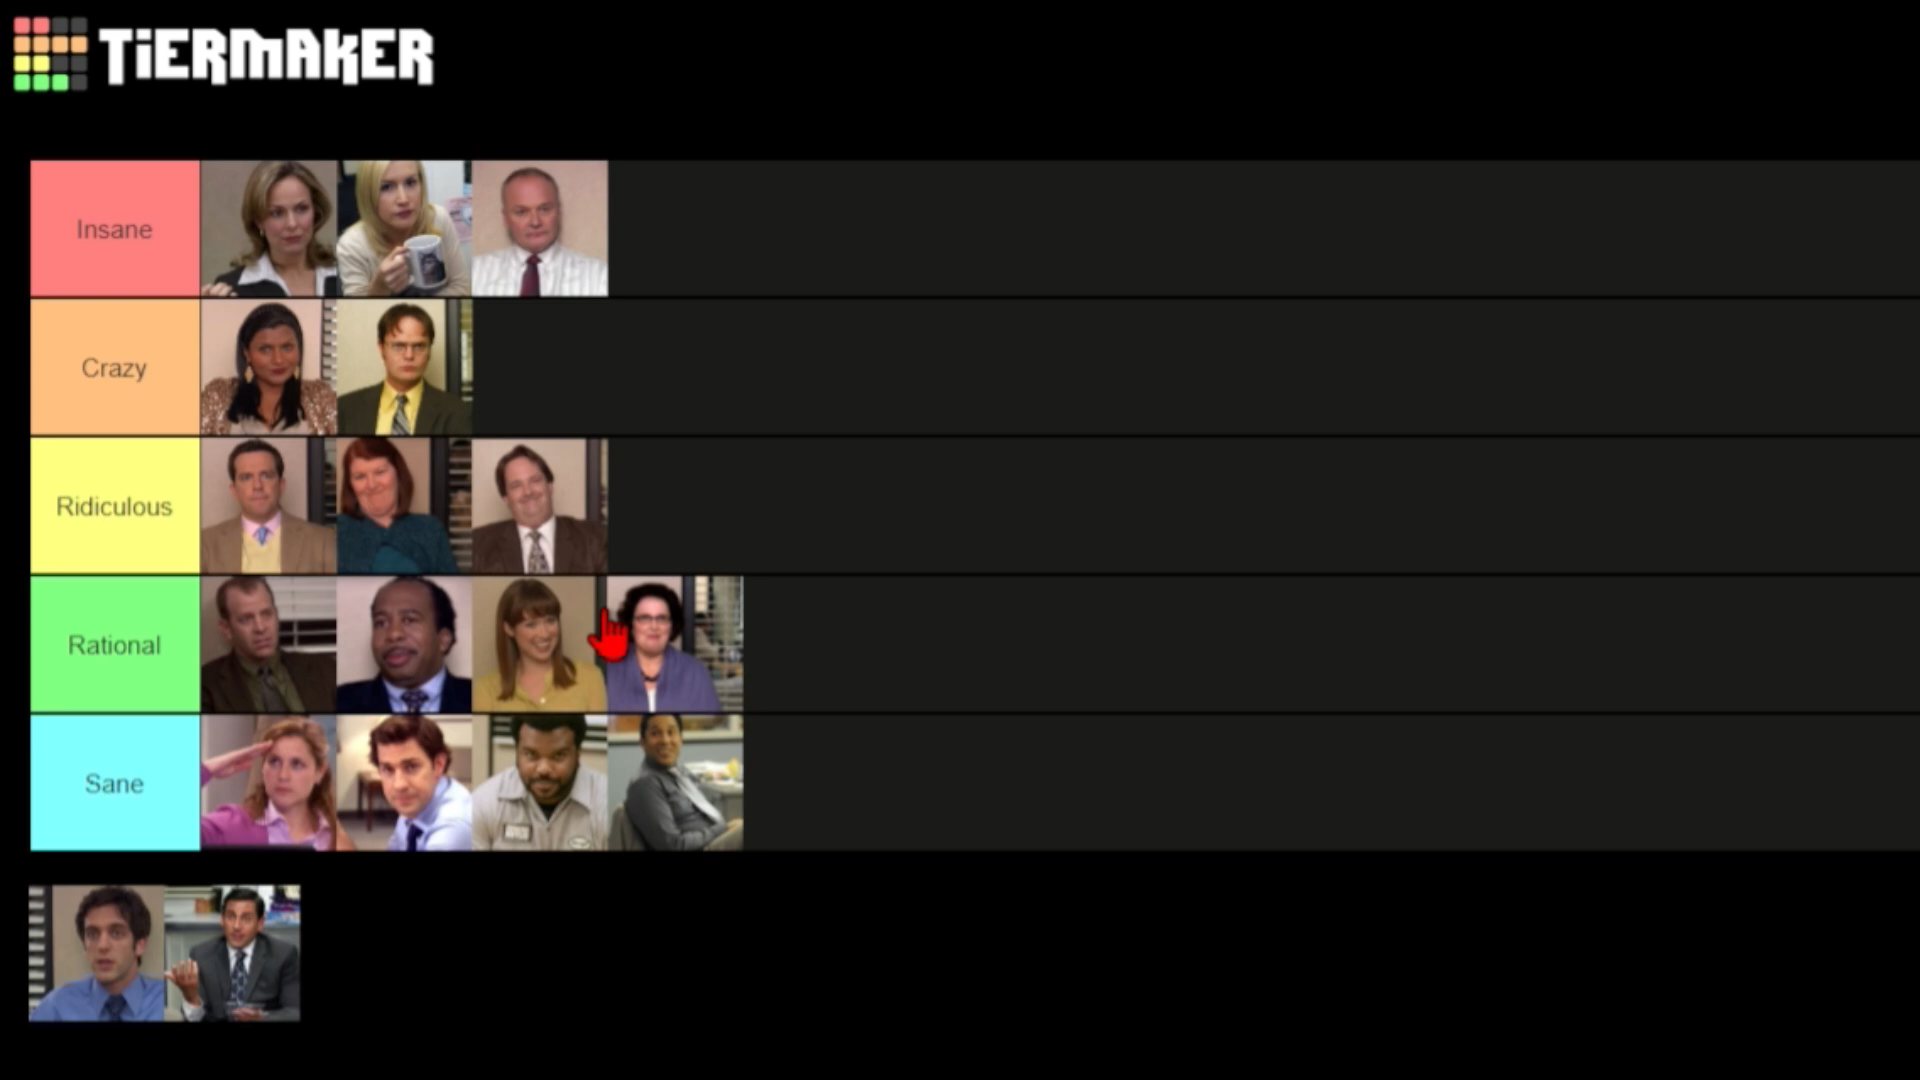 TiERMAKER
Insane
Crazy
Ridiculous
Rational
Sane